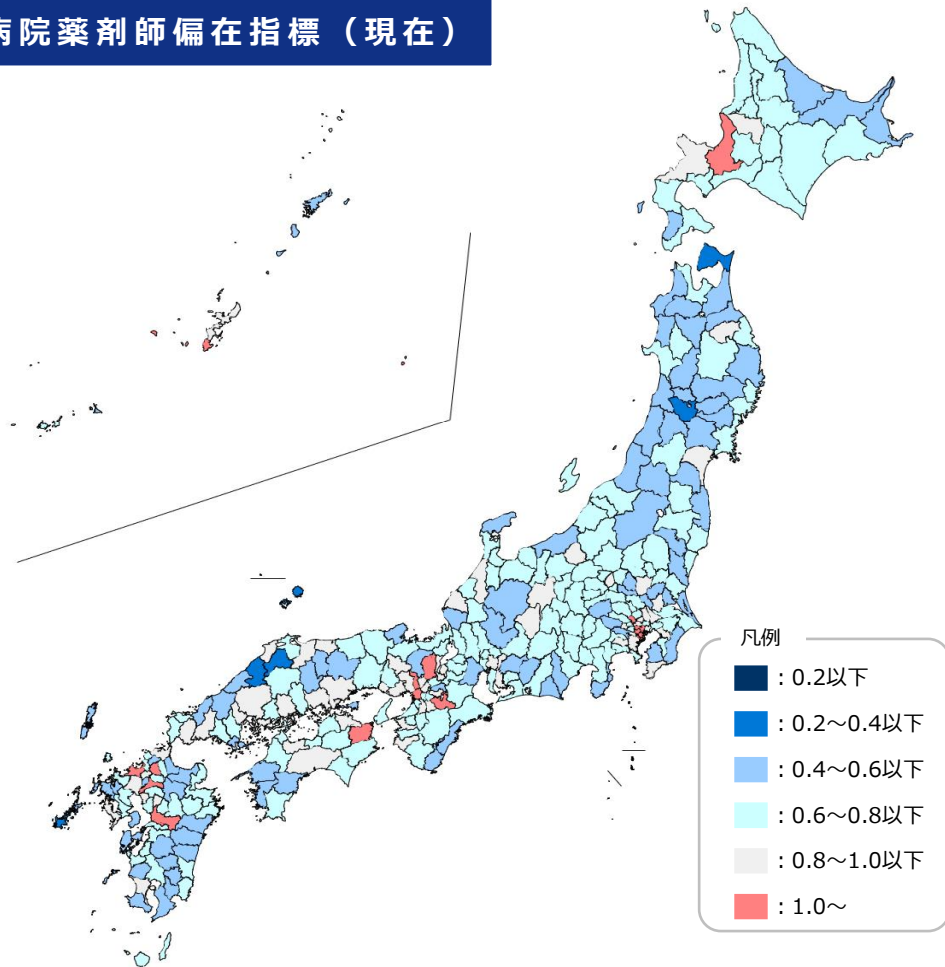 病院薬剤師偏在指標（現在）
凡例
：0.2以下
：0.2～0.4以下
：0.4～0.6以下
：0.6～0.8以下
：0.8～1.0以下
：1.0～